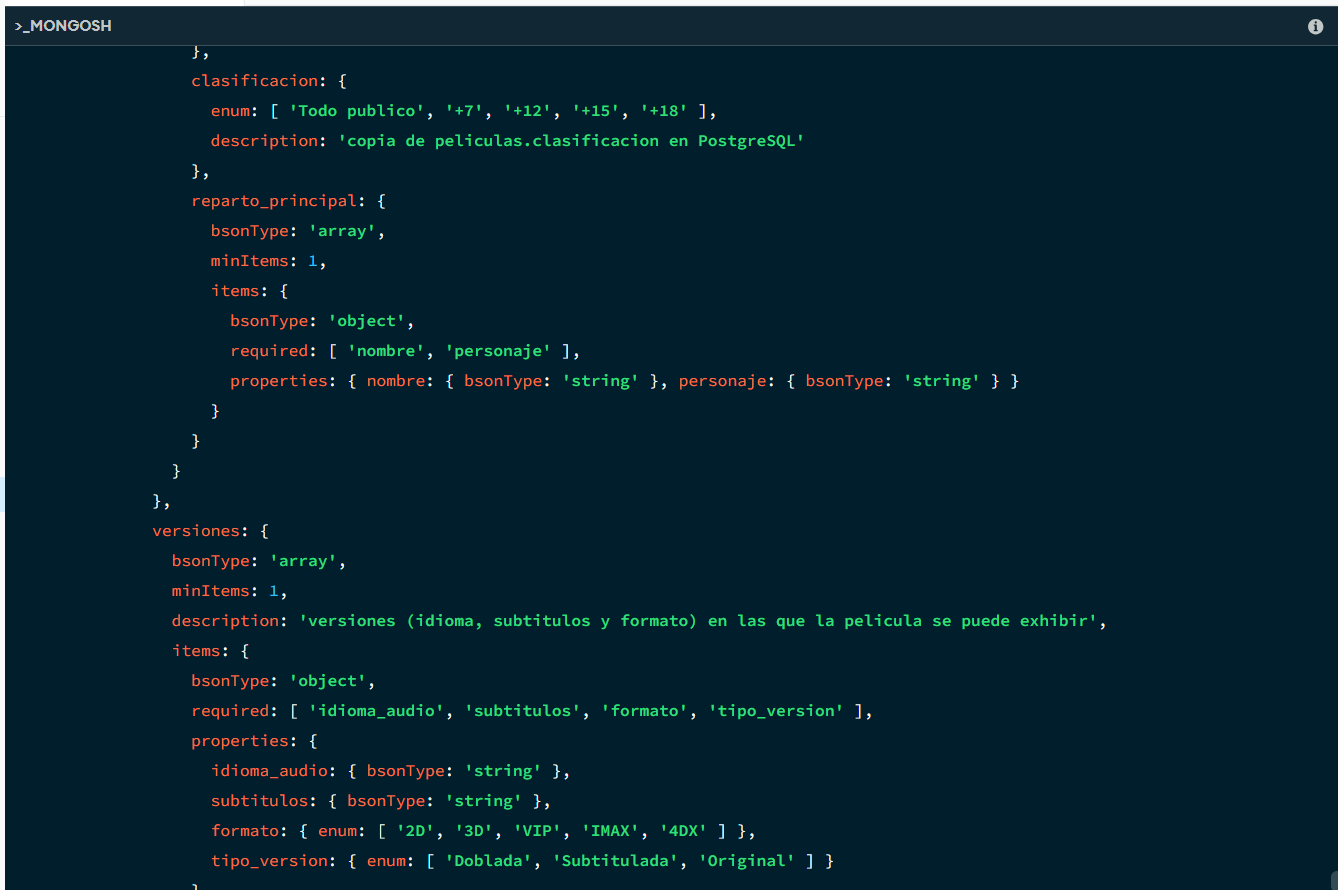 >_MONGOSH
},
clasificacion: {
enum: [ 'Todo publico', '+7', '+12', '+15', '+18' ],
description: 'copia de peliculas.clasificacion en PostgreSQL'
},
reparto_principal: {
bsonType: 'array',
minItems: 1,
items: {
bsonType: 'object',
required: [ 'nombre', 'personaje' ],
properties: { nombre: { bsonType: 'string' }, personaje: { bsonType: 'string' } }
}
}
}
},
versiones: {
bsonType: 'array',
minItems: 1,
description: 'versiones (idioma, subtitulos y formato) en las que la pelicula se puede exhibir',
items: {
bsonType: 'object',
required: [ 'idioma_audio', 'subtitulos', 'formato', 'tipo_version' ],
properties: {
idioma_audio: { bsonType: 'string' },
subtitulos: { bsonType: 'string' },
formato: { enum: [ '2D', '3D', 'VIP', 'IMAX', '4DX' ] },
tipo_version: { enum: [ 'Doblada', 'Subtitulada', 'Original' ] }
}